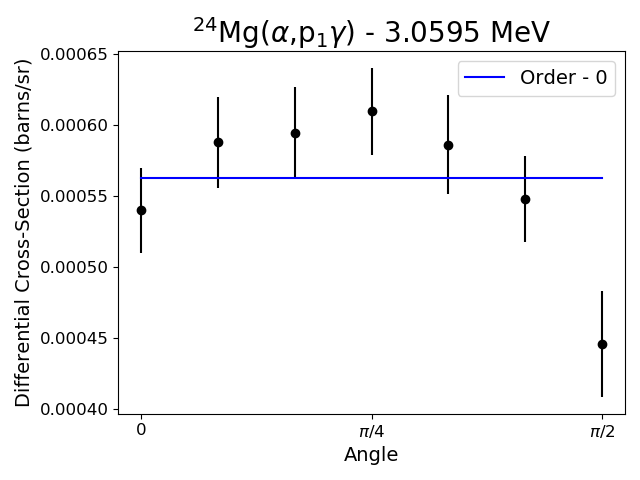 ²⁴Mg(α,p₁γ) - 3.0595 MeV
Differential Cross-Section (barns/sr)
0.00065
0.00060
0.00055
0.00050
0.00045
0.00040
Order - 0
0
π/4
π/2
Angle